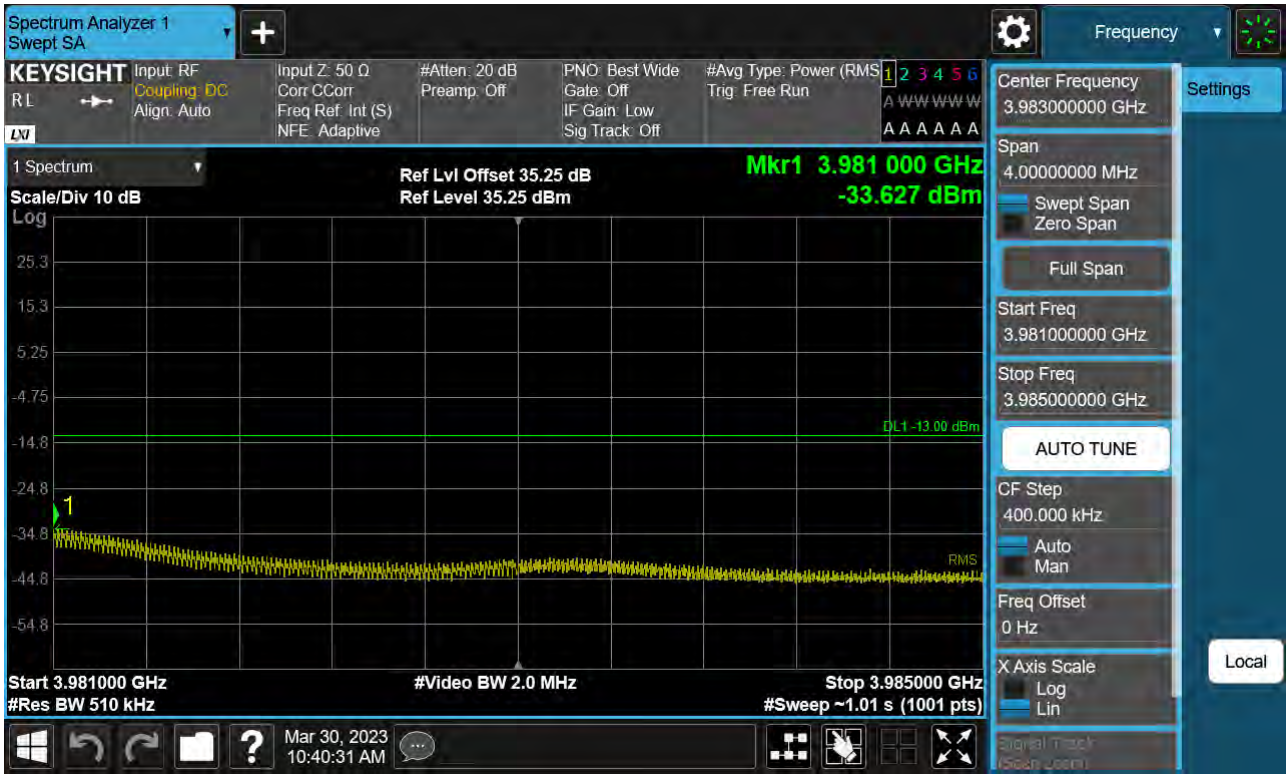 Spectrum Analyzer 1
Swept SA
+
Frequency
KEYSIGHT
RL
LXI
Input: RF
Coupling: DC
Align: Auto
Input Z: 50 Ω
Corr CCorr
Freq Ref: Int (S)
NFE: Adaptive
#Atten: 20 dB
Preamp: Off
PNO: Best Wide
Gate: Off
IF Gain: Low
Sig Track: Off
#Avg Type: Power (RMS
Trig: Free Run
1 2 3 4 5 6
A W W W W W
A A A A A A
1 Spectrum
Scale/Div 10 dB
Log
Ref Lvl Offset 35.25 dB
Ref Level 35.25 dBm
Mkr1 3.981 000 GHz
-33.627 dBm
25.3
15.3
5.25
-4.75
-14.8
-24.8
-34.8
-44.8
-54.8
DL1 -13.00 dBm
1
RMS
Start 3.981000 GHz
#Res BW 510 kHz
#Video BW 2.0 MHz
Stop 3.985000 GHz
#Sweep ~1.01 s (1001 pts)
Center Frequency
3.983000000 GHz
Settings
Span
4.00000000 MHz
Swept Span
Zero Span
Full Span
Start Freq
3.981000000 GHz
Stop Freq
3.985000000 GHz
AUTO TUNE
CF Step
400.000 kHz
Auto
Man
Freq Offset
0 Hz
X Axis Scale
Log
Lin
Local
Signal Track
(Span Zoom)
?
Mar 30, 2023
10:40:31 AM